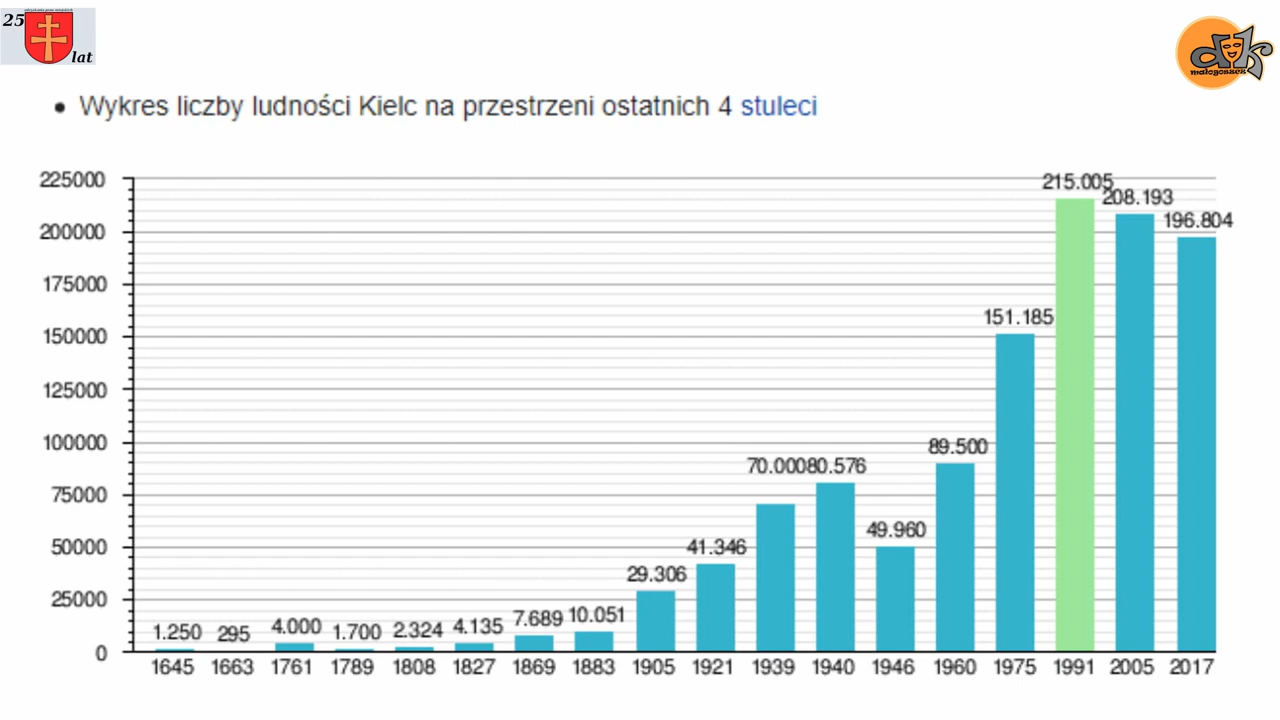 25
lat
dk
małogoszcz
• Wykres liczby ludności Kielc na przestrzeni ostatnich 4 stuleci
225000
200000
175000
150000
125000
100000
75000
50000
25000
0
1.250 295 4.000 1.700 2.324 4.135 7.689 10.051 29.306 41.346 70.000 80.576 49.960 89.500 151.185 215.005 208.193 196.804
1645 1663 1761 1789 1808 1827 1869 1883 1905 1921 1939 1940 1946 1960 1975 1991 2005 2017